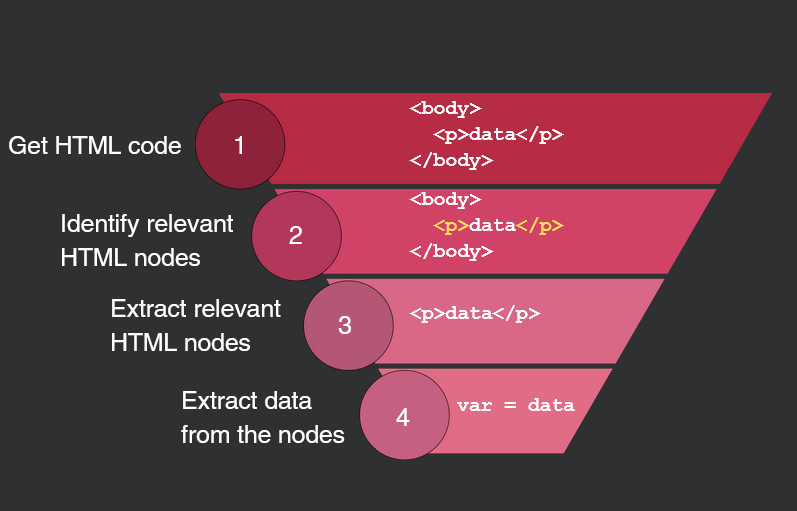 Get HTML code
1
<body>
<p>data</p>
</body>
Identify relevant
HTML nodes
2
<body>
<p>data</p>
</body>
Extract relevant
HTML nodes
3
<p>data</p>
Extract data
from the nodes
4
var = data